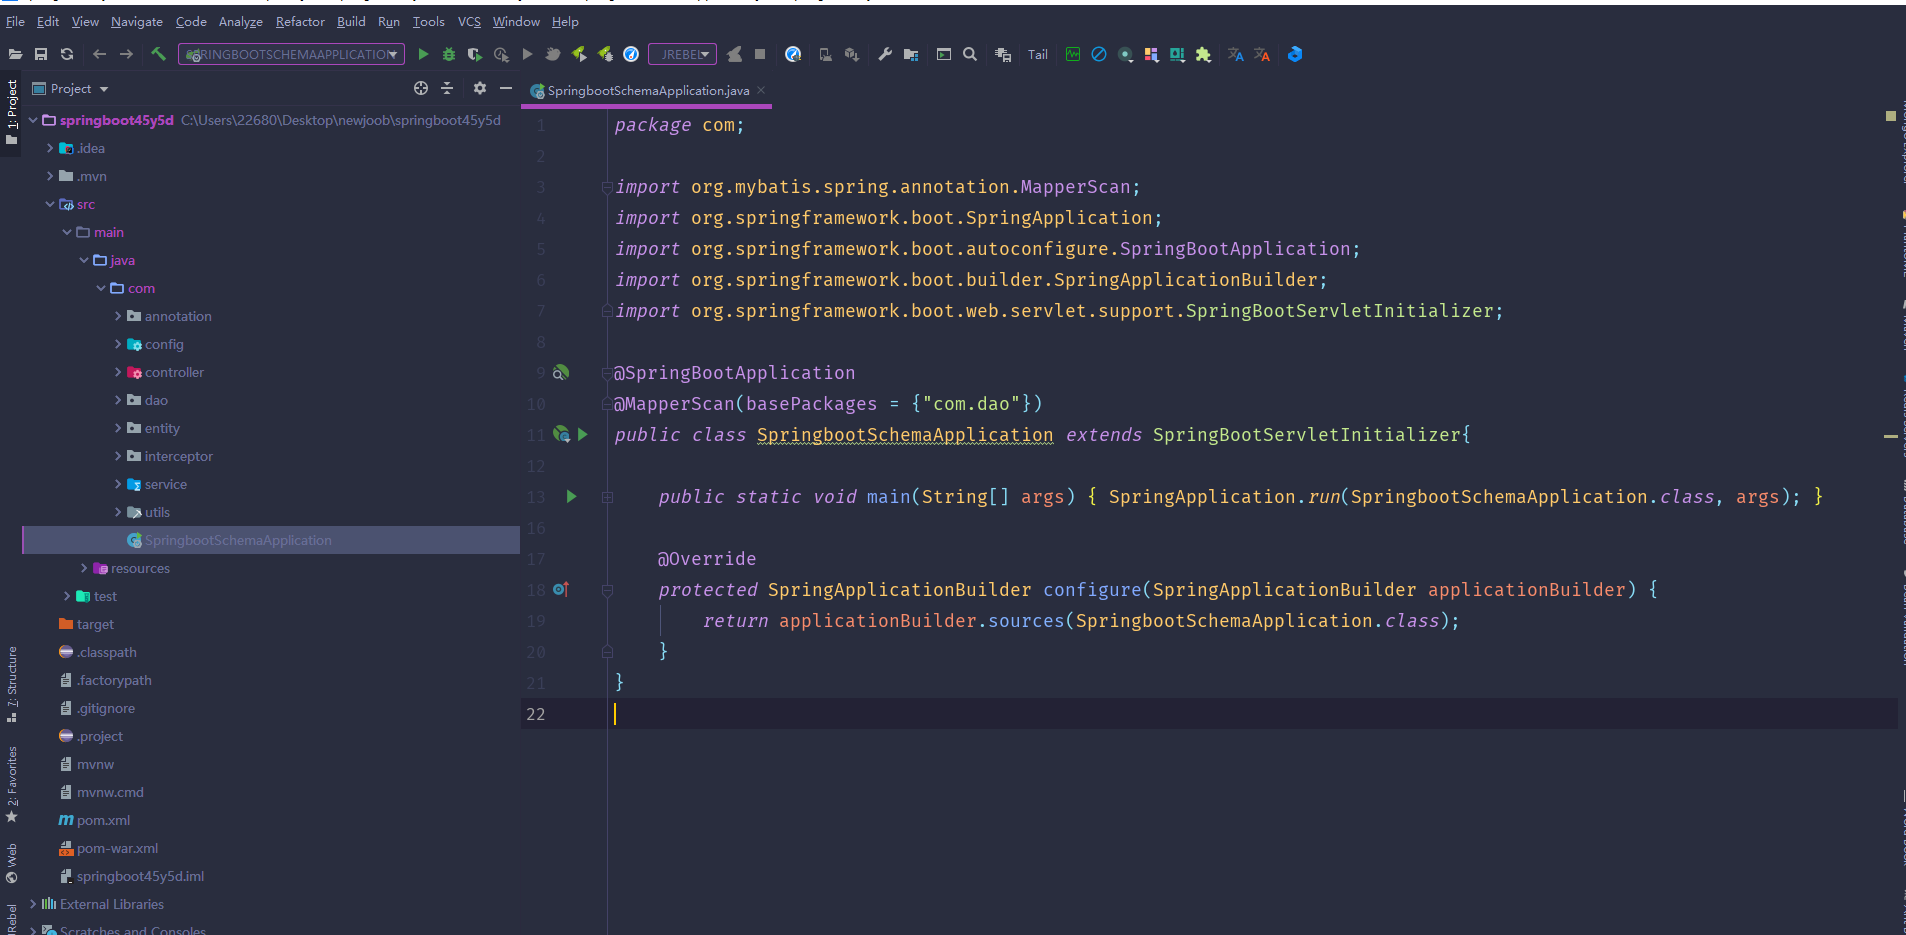 File Edit View Navigate Code Analyze Refactor Build Run Tools VCS Window Help
SPRINGBOOTSCHEMAAPPLICATION JREBEL Tail
Project
SpringbootSchemaApplication.java
1: Project
7: Structure
2: Favorites
Web
JRebel
springboot45y5d C:\Users\22680\Desktop\newjoob\springboot45y5d
.idea
.mvn
src
main
java
com
annotation
config
controller
dao
entity
interceptor
service
utils
SpringbootSchemaApplication
resources
test
target
.classpath
.factorypath
.gitignore
.project
mvnw
mvnw.cmd
pom.xml
pom-war.xml
springboot45y5d.iml
External Libraries
Scratches and Consoles
1 package com;
2
3 import org.mybatis.spring.annotation.MapperScan;
4 import org.springframework.boot.SpringApplication;
5 import org.springframework.boot.autoconfigure.SpringBootApplication;
6 import org.springframework.boot.builder.SpringApplicationBuilder;
7 import org.springframework.boot.web.servlet.support.SpringBootServletInitializer;
8
9 @SpringBootApplication
10 @MapperScan(basePackages = {"com.dao"})
11 public class SpringbootSchemaApplication extends SpringBootServletInitializer{
12
13 public static void main(String[] args) { SpringApplication.run(SpringbootSchemaApplication.class, args); }
16
17 @Override
18 protected SpringApplicationBuilder configure(SpringApplicationBuilder applicationBuilder) {
19 return applicationBuilder.sources(SpringbootSchemaApplication.class);
20 }
21 }
22